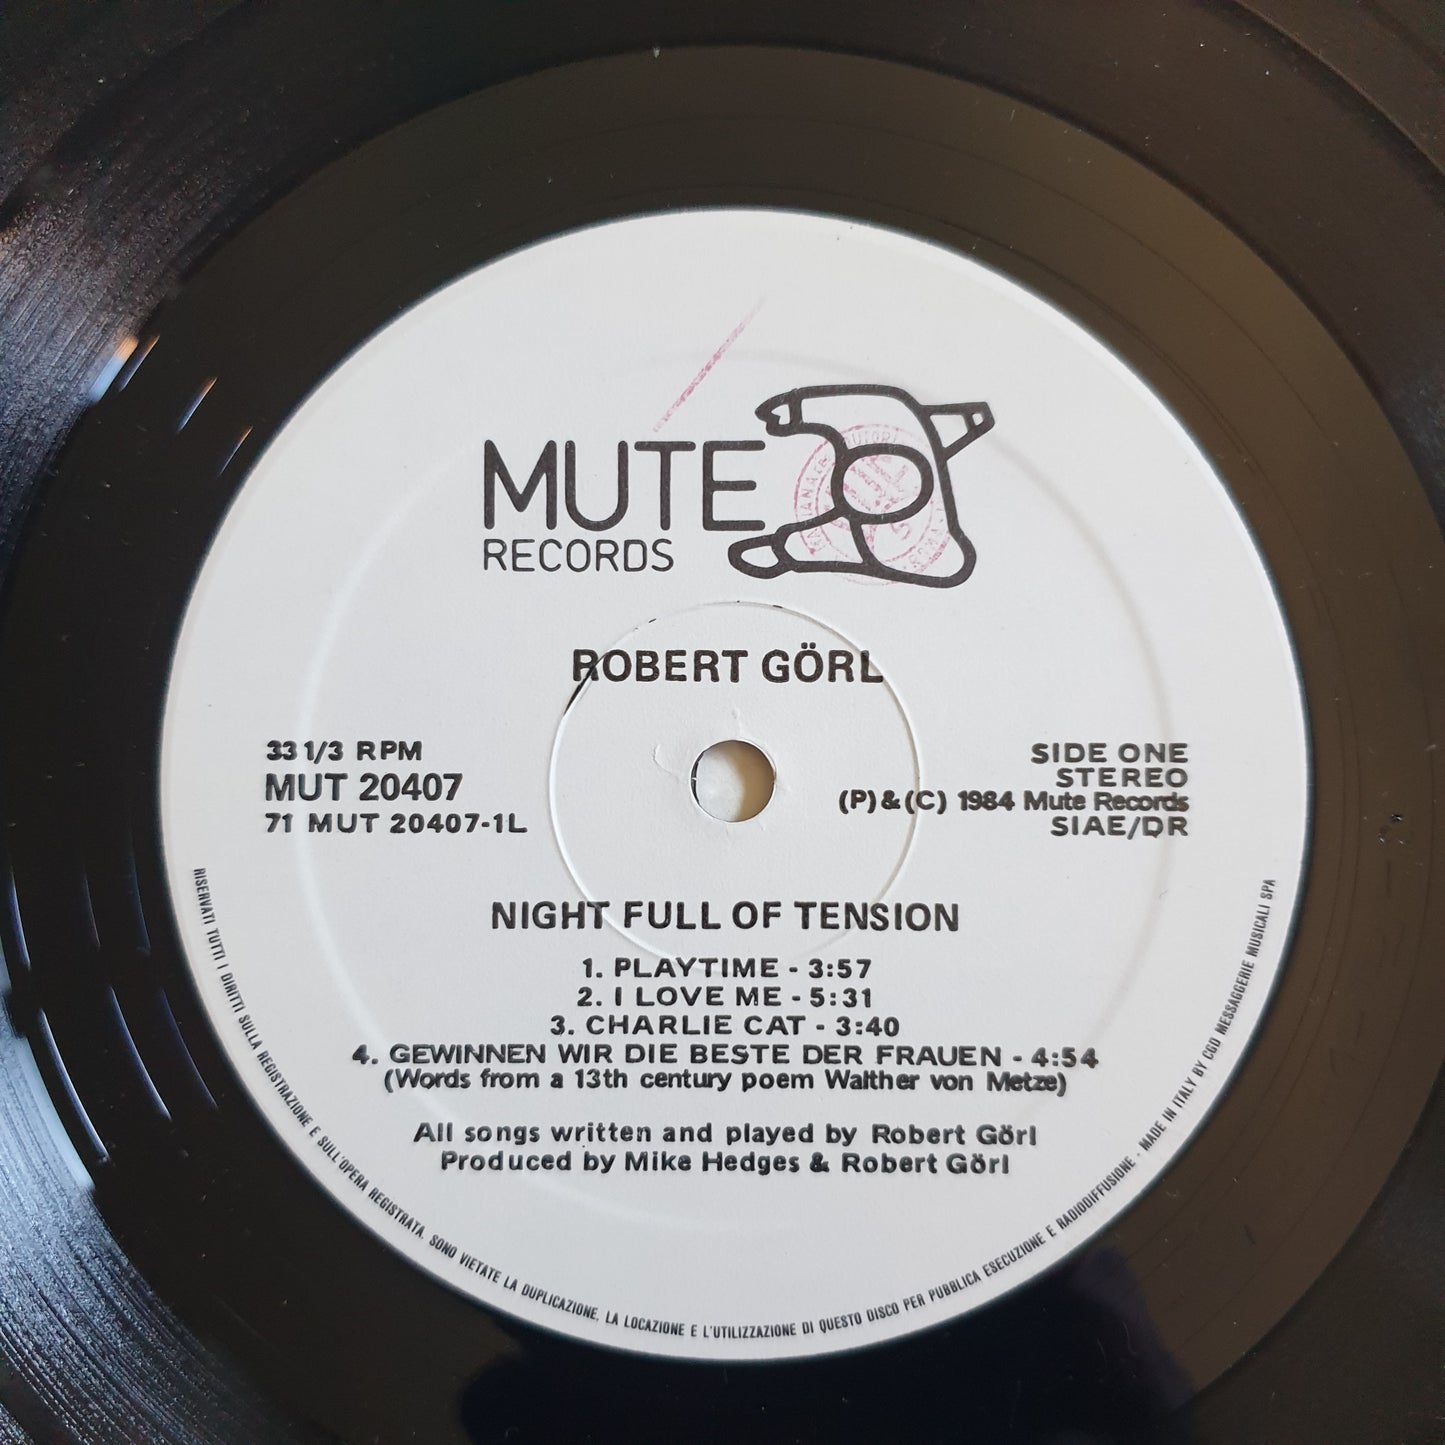 MUTE
RECORDS
ROBERT GÖRL
33 1/3 RPM
MUT 20407
71 MUT 20407-1L
SIDE ONE
STEREO
(P) & (C) 1984 Mute Records
SIAE/DR
NIGHT FULL OF TENSION
1. PLAYTIME - 3:57
2. I LOVE ME - 5:31
3. CHARLIE CAT - 3:40
4. GEWINNEN WIR DIE BESTE DER FRAUEN - 4:54
(Words from a 13th century poem Walther von Metze)
All songs written and played by Robert Görl
Produced by Mike Hedges & Robert Görl
RISERVATI TUTTI I DIRITTI SULLA REGISTRAZIONE E SULL'OPERA REGISTRATA. SONO VIETATE LA DUPLICAZIONE, LA LOCAZIONE E L'UTILIZZAZIONE DI QUESTO DISCO PER PUBBLICA ESECUZIONE E RADIODIFFUSIONE - MADE IN ITALY BY CGD MESSAGGERIE MUSICALI SPA